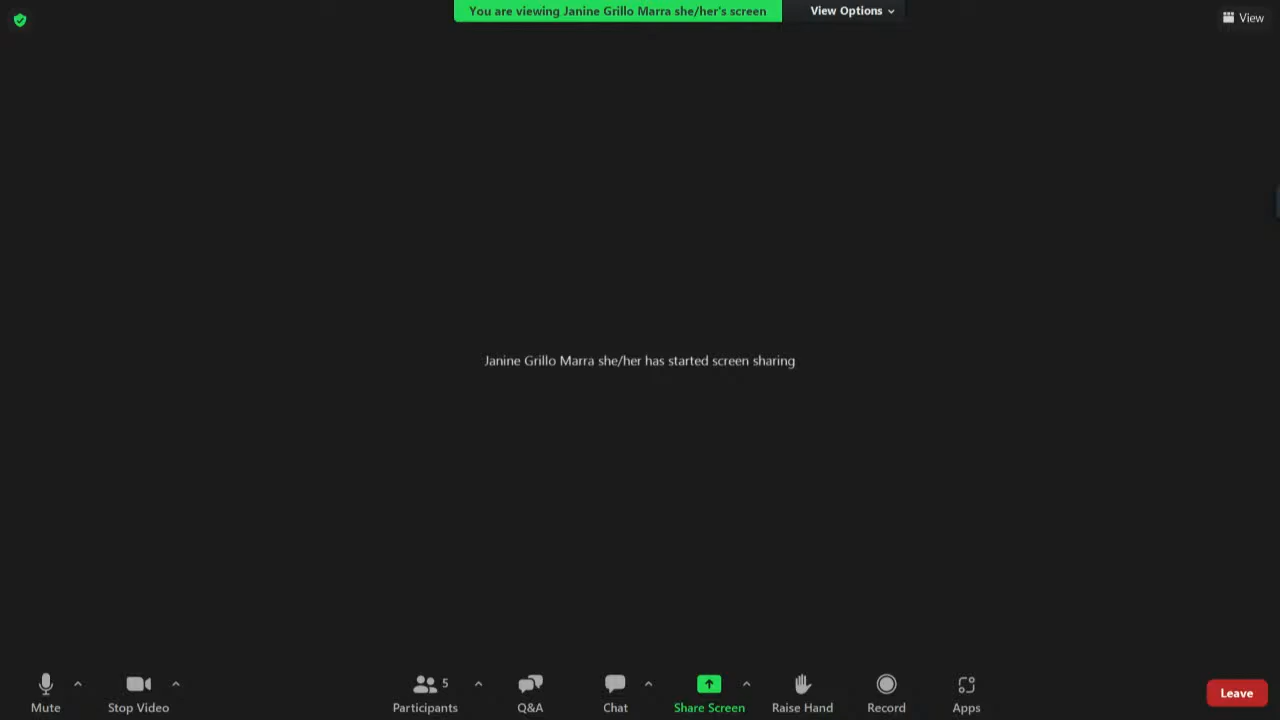 You are viewing Janine Grillo Marra she/her's screen
View Options
View
Janine Grillo Marra she/her has started screen sharing
Mute
Stop Video
Participants
5
Q&A
Chat
Share Screen
Raise Hand
Record
Apps
Leave